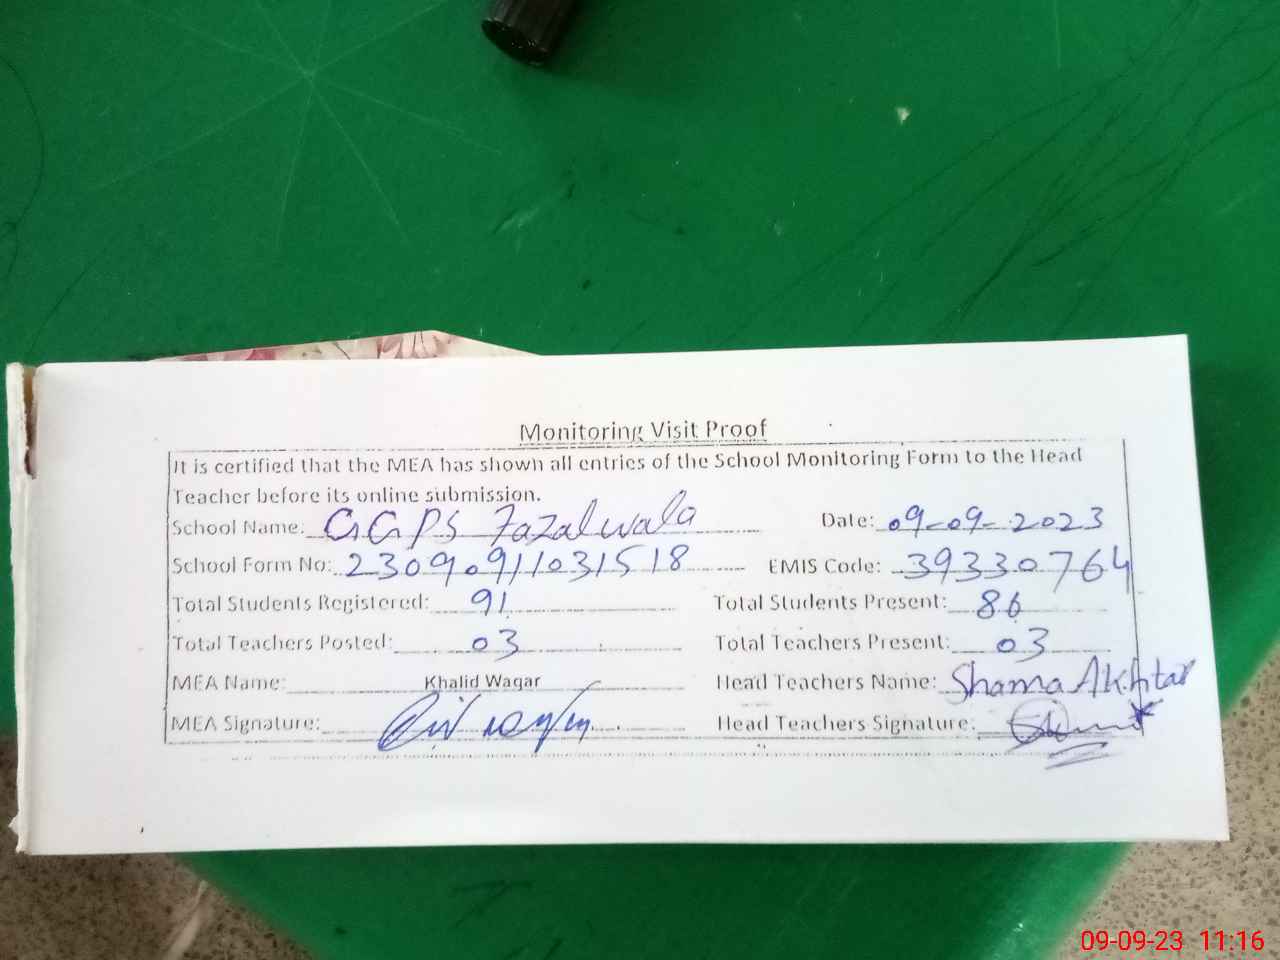 Monitoring Visit Proof
It is certified that the MEA has shown all entries of the School Monitoring Form to the Head
Teacher before its online submission.
School Name: GGPS Fazalwala Date: 09-09-2023
School Form No: 23090911031518 EMIS Code: 39330764
Total Students Registered: 91 Total Students Present: 86
Total Teachers Posted: 03 Total Teachers Present: 03
MEA Name: Khalid Waqar Head Teachers Name: Shama Akhtar
MEA Signature: Head Teachers Signature:
09-09-23 11:16